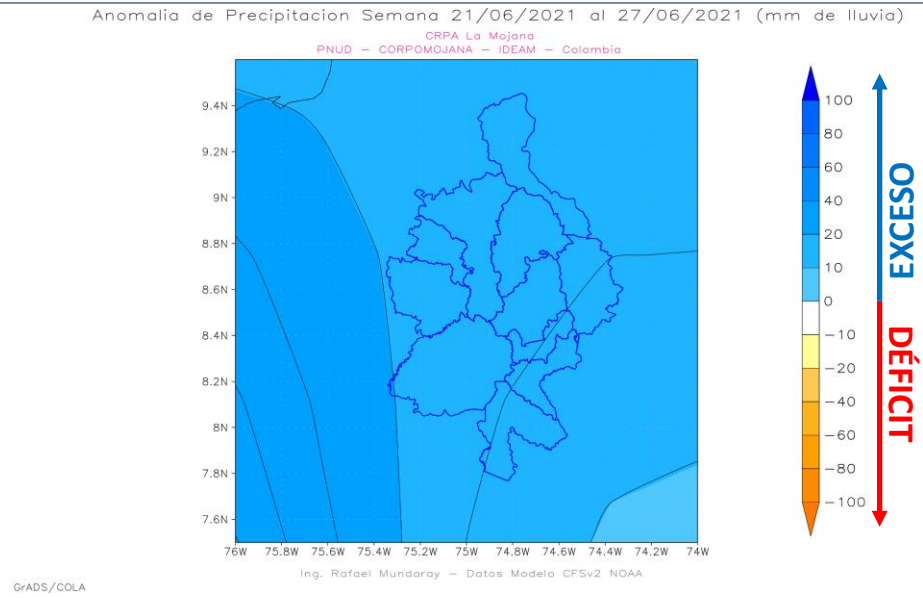 Anomalia de Precipitacion Semana 21/06/2021 al 27/06/2021 (mm de lluvia)
CRPA La Mojana
PNUD – CORPOMOJANA – IDEAM – Colombia
9.4N
9.2N
9N
8.8N
8.6N
8.4N
8.2N
8N
7.8N
7.6N
76W 75.8W 75.6W 75.4W 75.2W 75W 74.8W 74.6W 74.4W 74.2W 74W
100
80
60
40
20
10
0
−10
−20
−40
−60
−80
−100
EXCESO
DÉFICIT
Ing. Rafael Mundaray – Datos Modelo CFSv2 NOAA
GrADS/COLA